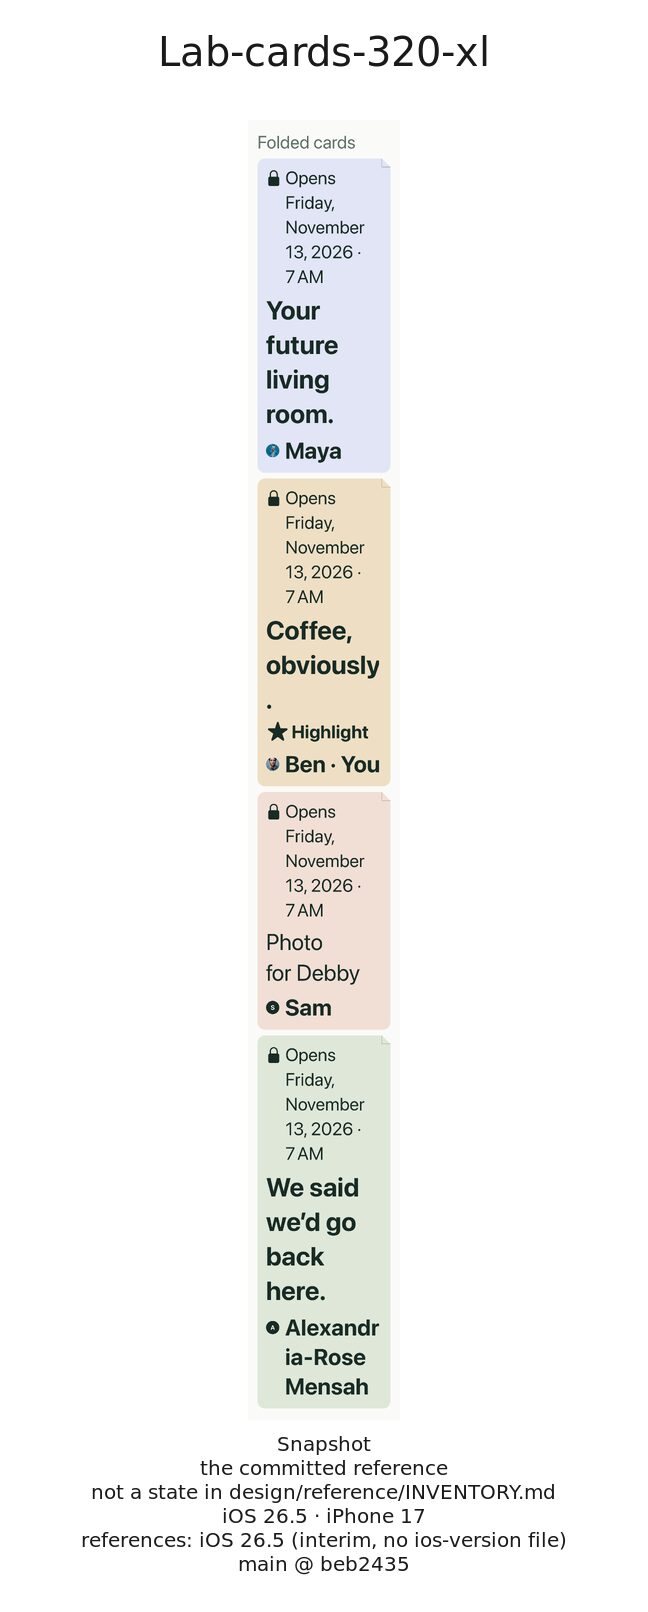 Lab-cards-320-xl
Folded cards
Opens
Friday,
November
13, 2026 ·
7 AM
Your
future
living
room.
Maya
Opens
Friday,
November
13, 2026 ·
7 AM
Coffee,
obviously
.
Highlight
Ben · You
Opens
Friday,
November
13, 2026 ·
7 AM
Photo
for Debby
S
Sam
Opens
Friday,
November
13, 2026 ·
7 AM
We said
we’d go
back
here.
A
Alexandr
ia-Rose
Mensah
Snapshot
the committed reference
not a state in design/reference/INVENTORY.md
iOS 26.5 · iPhone 17
references: iOS 26.5 (interim, no ios-version file)
main @ beb2435